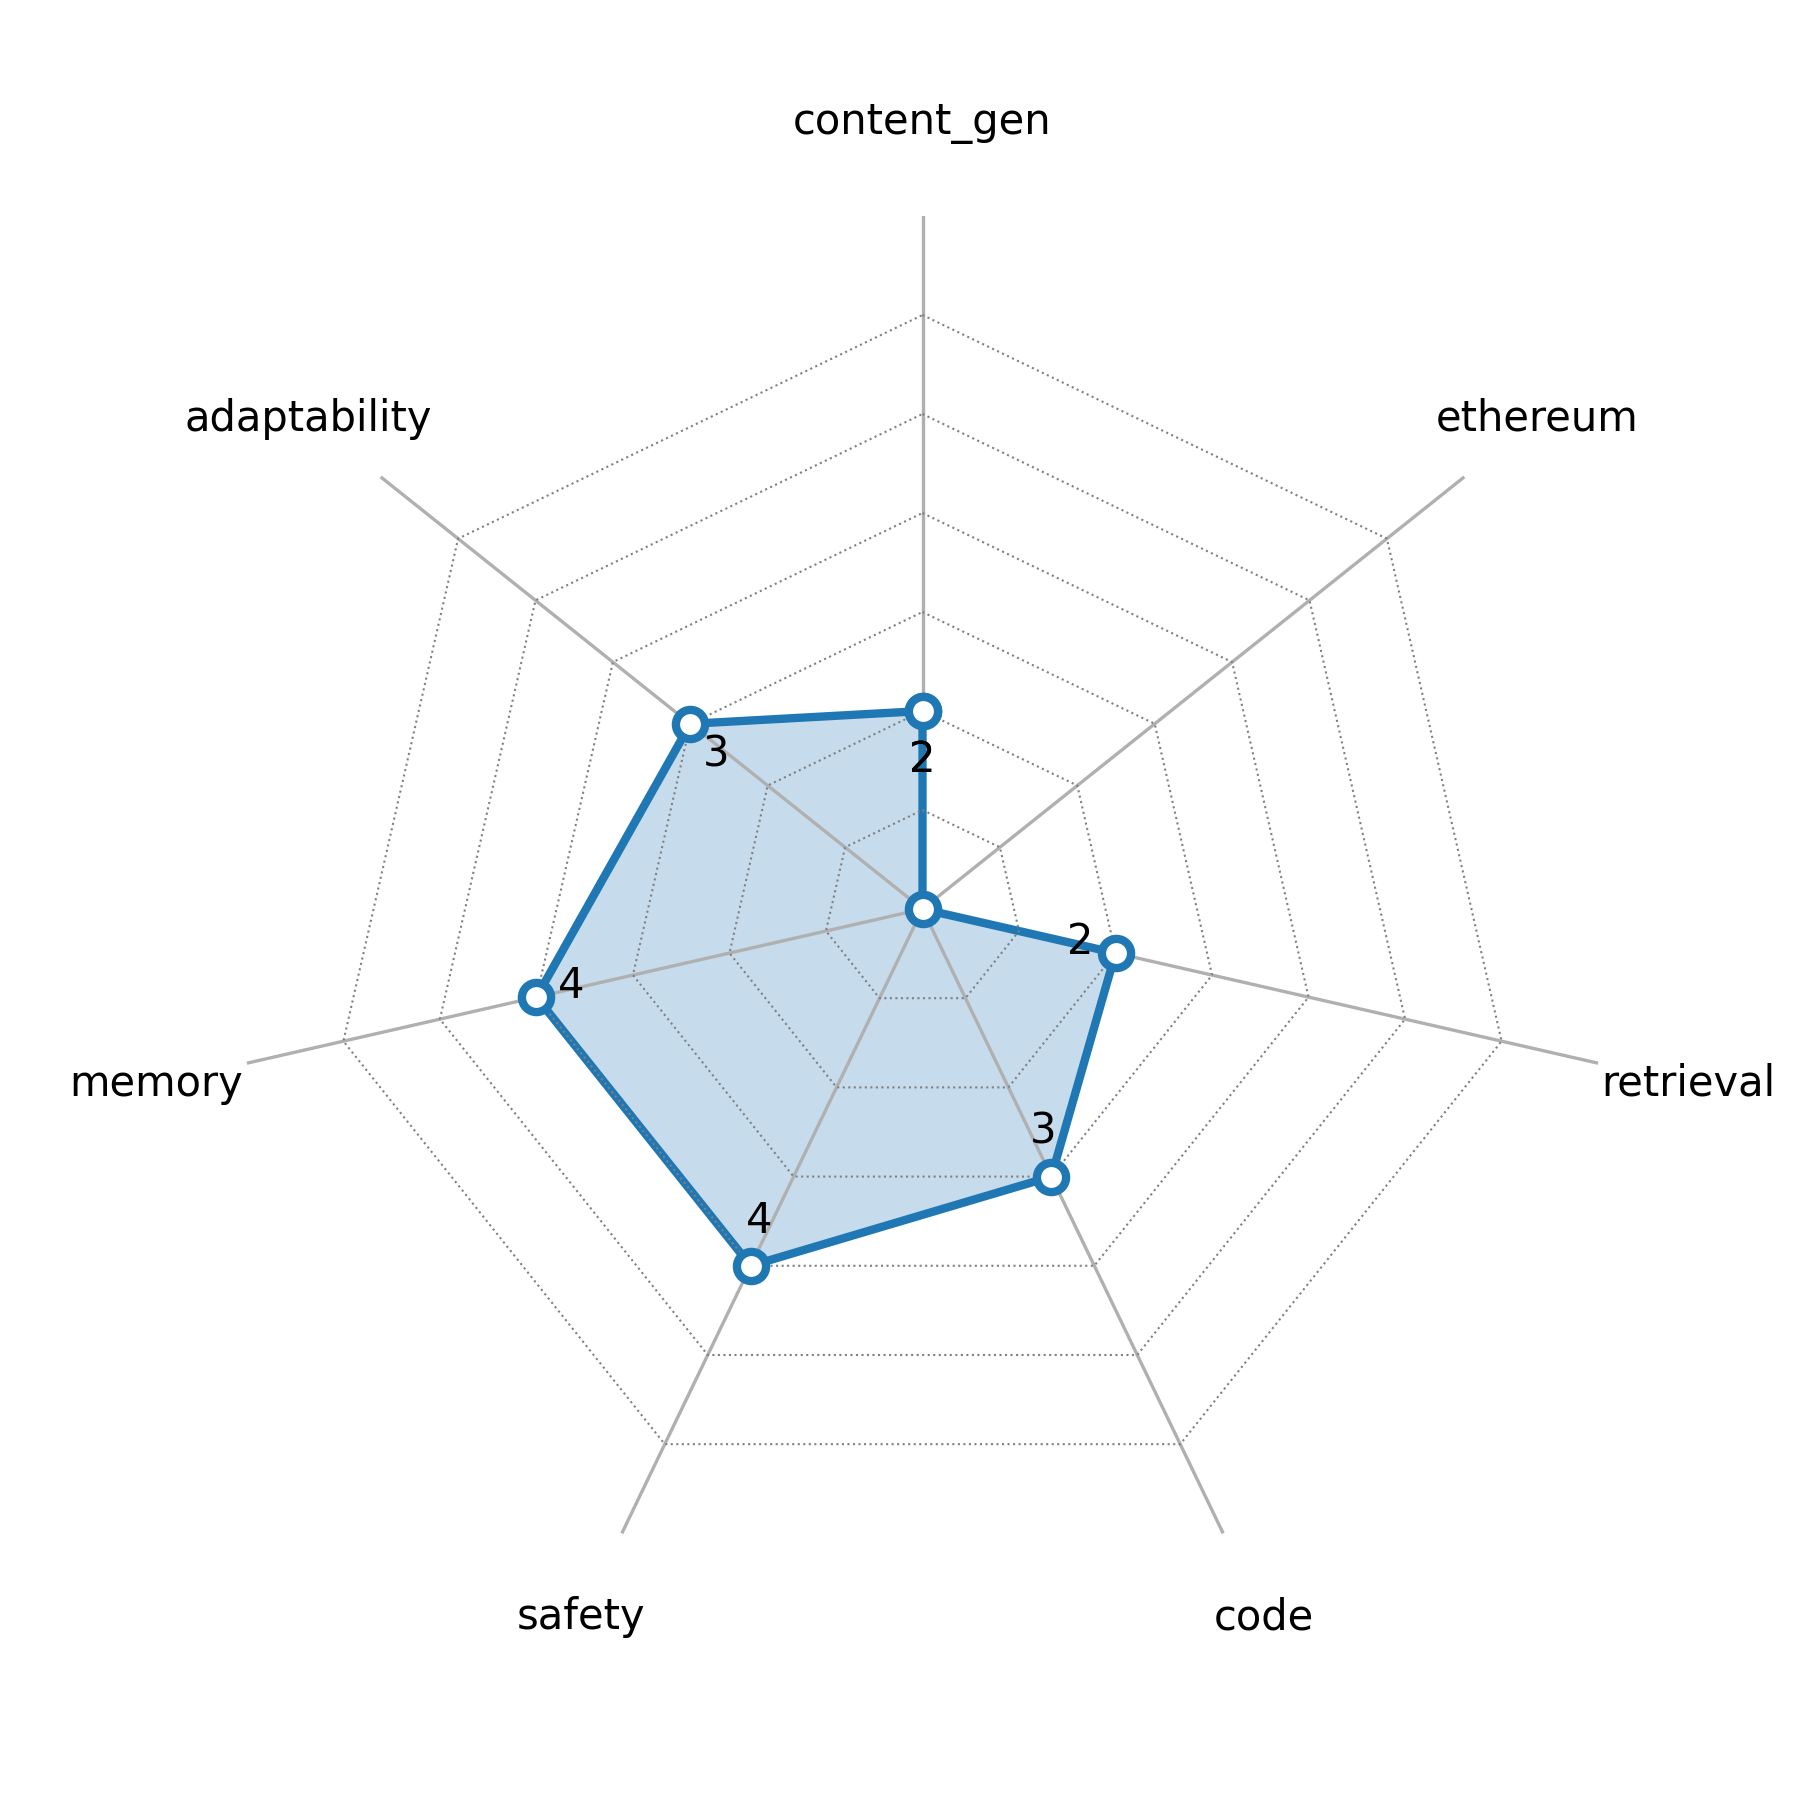 content_gen
adaptability
ethereum
3
2
2
4
memory
retrieval
3
4
safety
code